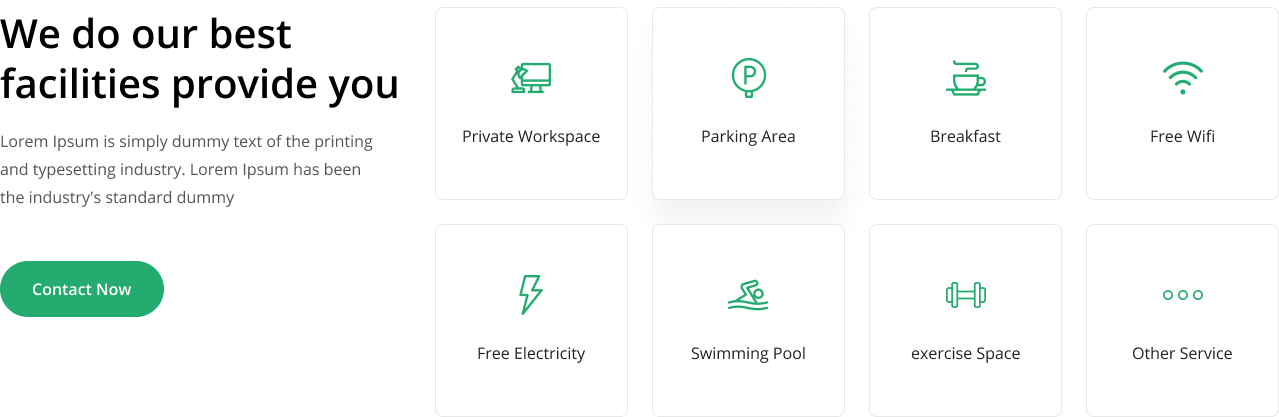 We do our best
facilities provide you
Lorem Ipsum is simply dummy text of the printing
and typesetting industry. Lorem Ipsum has been
the industry's standard dummy
Contact Now
Private Workspace
P
Parking Area
Breakfast
Free Wifi
Free Electricity
Swimming Pool
exercise Space
Other Service